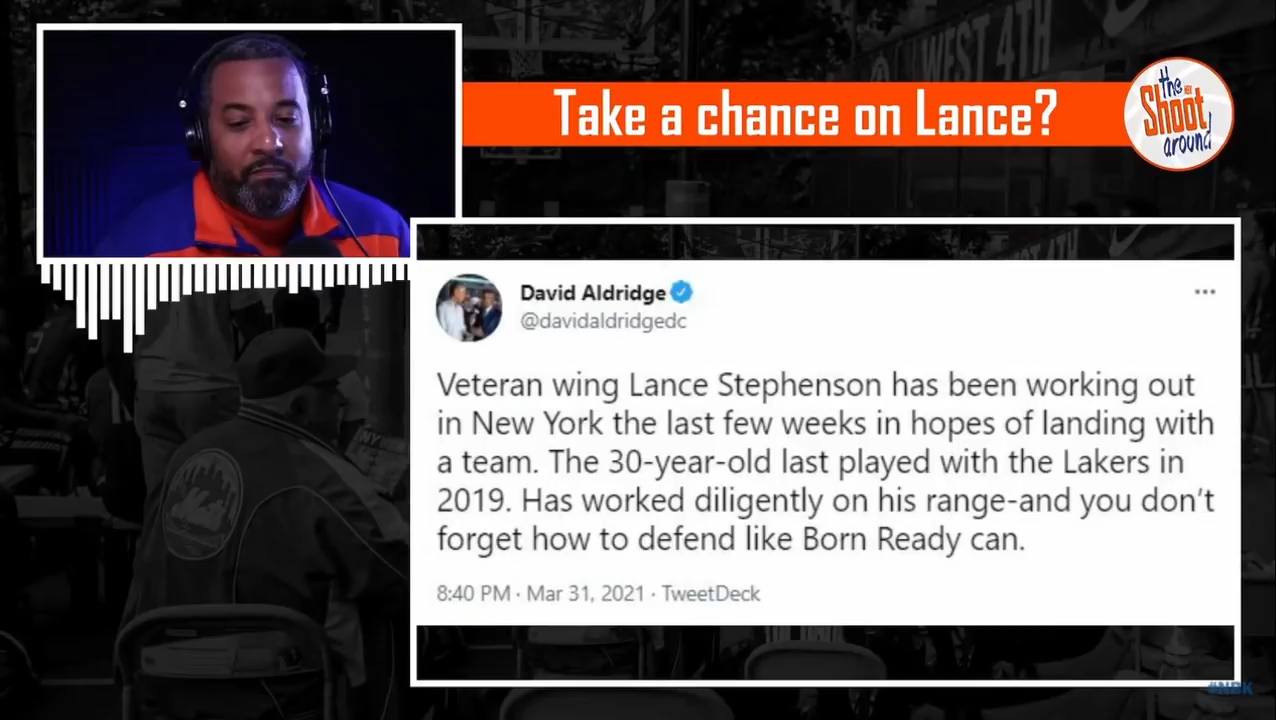 WEST 4TH
Take a chance on Lance?
the
Shoot
around
David Aldridge
@davidaldridgedc
Veteran wing Lance Stephenson has been working out
in New York the last few weeks in hopes of landing with
a team. The 30-year-old last played with the Lakers in
2019. Has worked diligently on his range-and you don't
forget how to defend like Born Ready can.
8:40 PM · Mar 31, 2021 · TweetDeck
#NBK